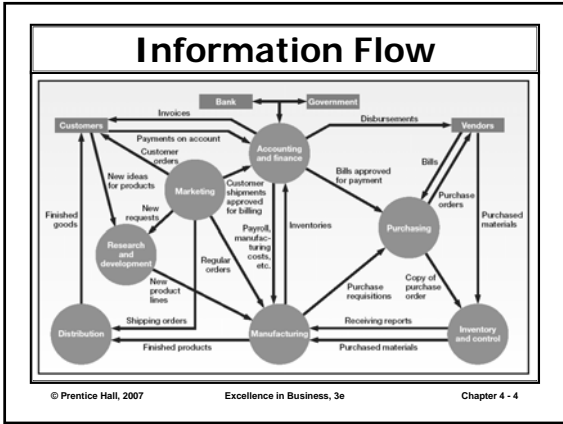 Information Flow
Bank
Government
Invoices
Disbursements
Customers
Vendors
Payments on account
Accounting
and finance
Customer
orders
Bills approved
for payment
Bills
New ideas
for products
Marketing
Customer
shipments
approved
for billing
Purchase
orders
Finished
goods
New
requests
Inventories
Purchasing
Purchased
materials
Research
and
development
Regular
orders
Payroll,
manufac-
turing
costs,
etc.
New
product
lines
Purchase
requisitions
Copy of
purchase
order
Shipping orders
Receiving reports
Distribution
Manufacturing
Inventory
and control
Finished products
Purchased materials
© Prentice Hall, 2007
Excellence in Business, 3e
Chapter 4 - 4